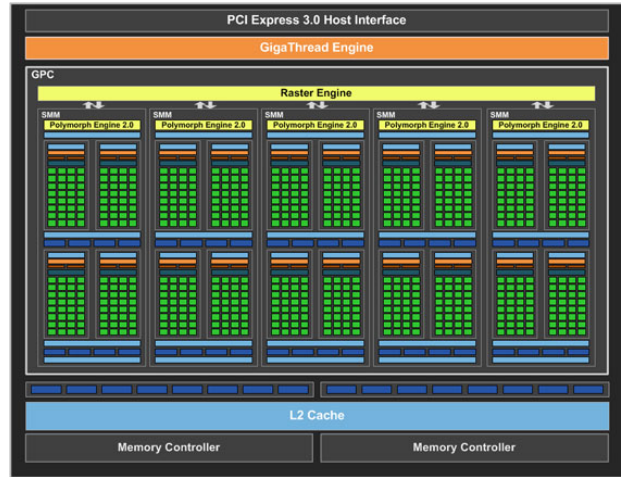 PCI Express 3.0 Host Interface
GigaThread Engine
GPC
Raster Engine
SMM SMM SMM SMM SMM
Polymorph Engine 2.0 Polymorph Engine 2.0 Polymorph Engine 2.0 Polymorph Engine 2.0 Polymorph Engine 2.0
L2 Cache
Memory Controller Memory Controller